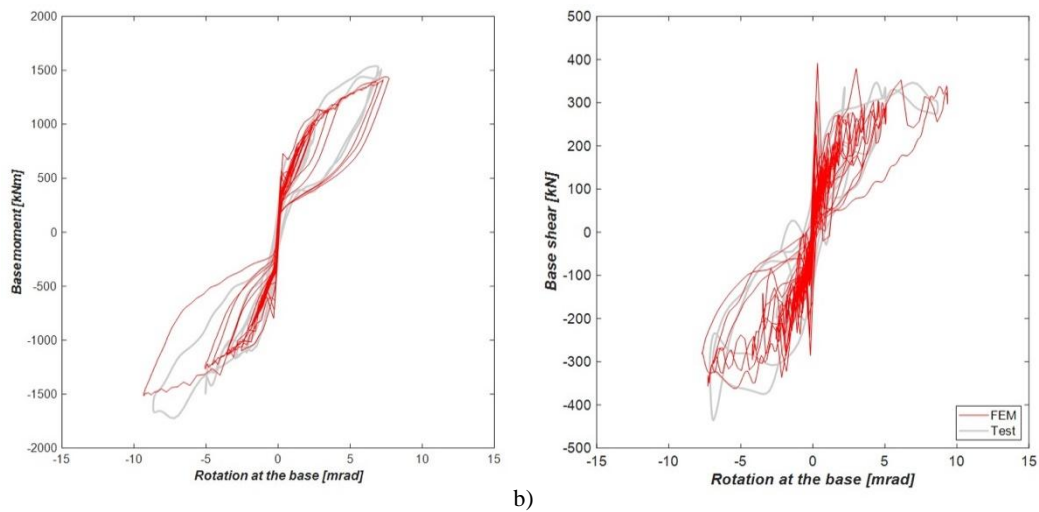 2000
1500
1000
500
0
-500
-1000
-1500
-2000
Base moment [kNm]
-15 -10 -5 0 5 10 15
Rotation at the base [mrad]
500
400
300
200
100
0
-100
-200
-300
-400
-500
Base shear [kN]
FEM
Test
-15 -10 -5 0 5 10 15
Rotation at the base [mrad]
b)